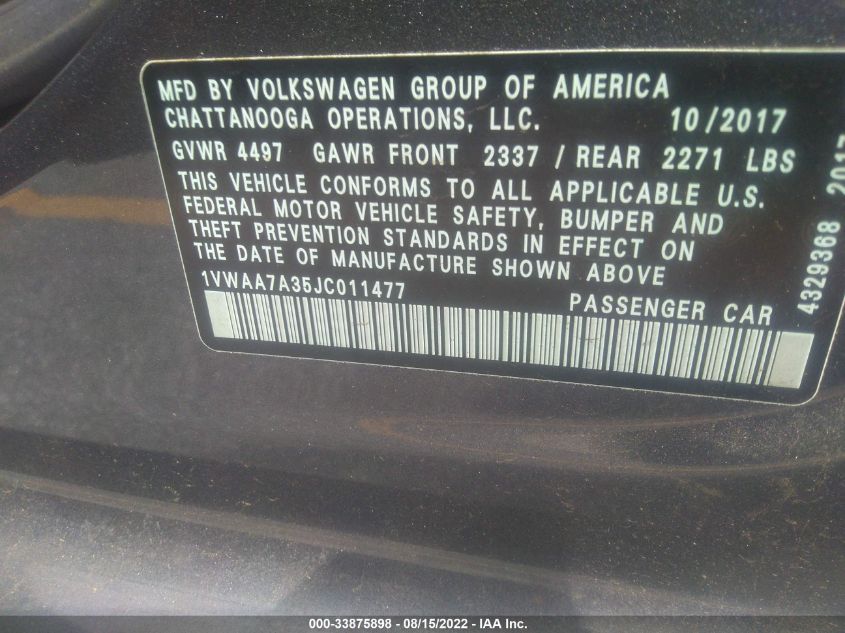 MFD BY VOLKSWAGEN GROUP OF AMERICA
CHATTANOOGA OPERATIONS, LLC. 10/2017
GVWR 4497 GAWR FRONT 2337 / REAR 2271 LBS
THIS VEHICLE CONFORMS TO ALL APPLICABLE U.S.
FEDERAL MOTOR VEHICLE SAFETY, BUMPER AND
THEFT PREVENTION STANDARDS IN EFFECT ON
THE DATE OF MANUFACTURE SHOWN ABOVE
1VWAA7A35JC011477 PASSENGER CAR
4329368 2017
000-33875898 - 08/15/2022 - IAA Inc.